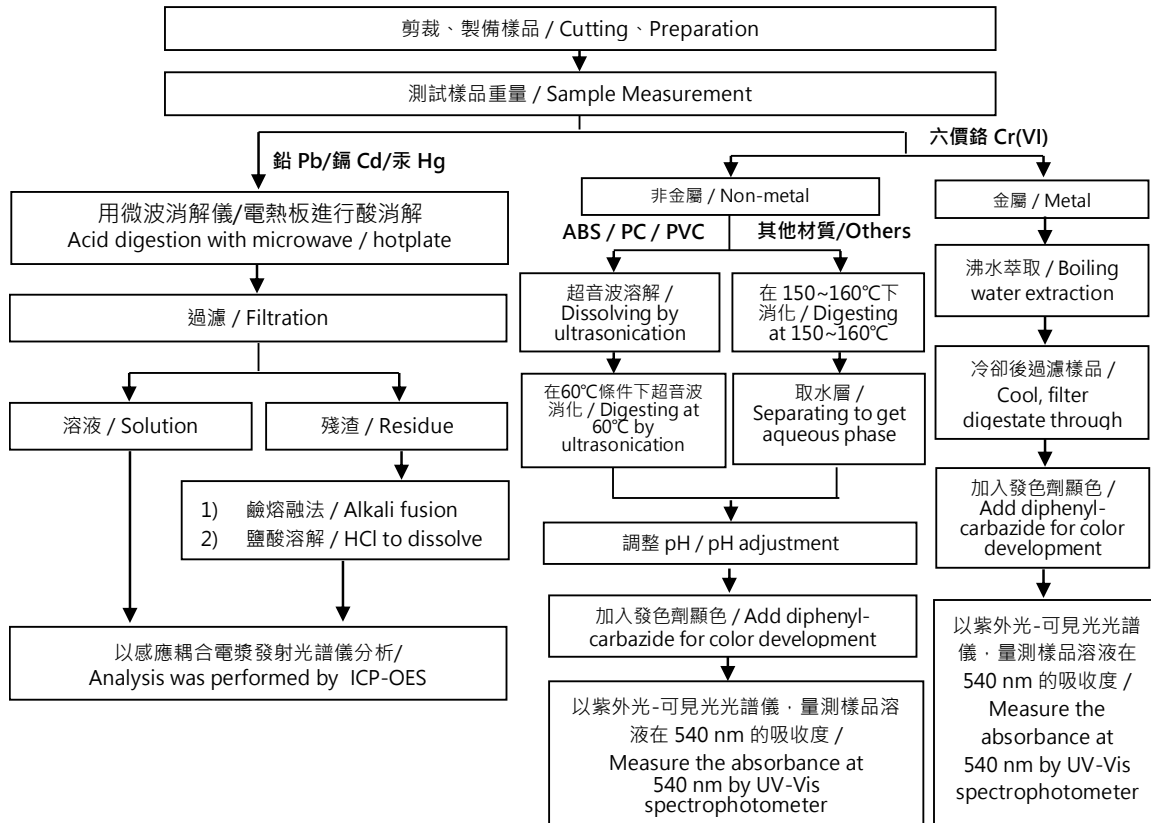 剪裁、製備樣品 / Cutting、Preparation
測試樣品重量 / Sample Measurement
鉛 Pb/鎘 Cd/汞 Hg
六價鉻 Cr(VI)
用微波消解儀/電熱板進行酸消解
Acid digestion with microwave / hotplate
過濾 / Filtration
溶液 / Solution
殘渣 / Residue
1) 鹼熔融法 / Alkali fusion
2) 鹽酸溶解 / HCl to dissolve
以感應耦合電漿發射光譜儀分析/
Analysis was performed by ICP-OES
非金屬 / Non-metal
ABS / PC / PVC
其他材質/Others
超音波溶解 /
Dissolving by
ultrasonication
在 150~160℃下
消化 / Digesting
at 150~160℃
在60℃條件下超音波
消化 / Digesting at
60℃ by
ultrasonication
取水層 /
Separating to get
aqueous phase
調整 pH / pH adjustment
加入發色劑顯色 / Add diphenyl-
carbazide for color development
以紫外光-可見光光譜儀，量測樣品溶
液在 540 nm 的吸收度 /
Measure the absorbance at
540 nm by UV-Vis
spectrophotometer
金屬 / Metal
沸水萃取 / Boiling
water extraction
冷卻後過濾樣品 /
Cool, filter
digestate through
加入發色劑顯色 /
Add diphenyl-
carbazide for color
development
以紫外光-可見光光譜
儀，量測樣品溶液在
540 nm 的吸收度 /
Measure the
absorbance at
540 nm by UV-Vis
spectrophotometer